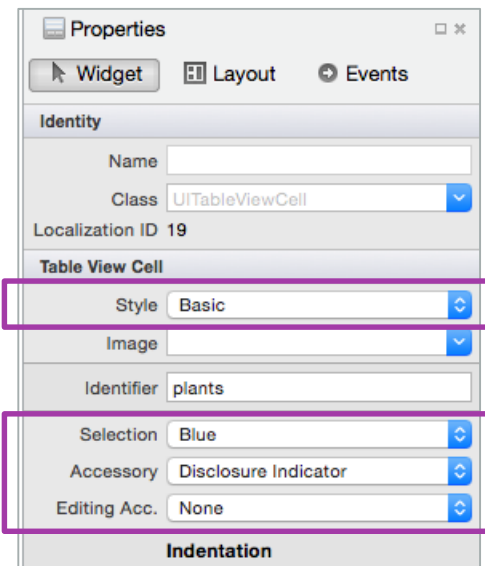 Properties
Widget Layout Events
Identity
Name
Class UITableViewCell
Localization ID 19
Table View Cell
Style Basic
Image
Identifier plants
Selection Blue
Accessory Disclosure Indicator
Editing Acc. None
Indentation